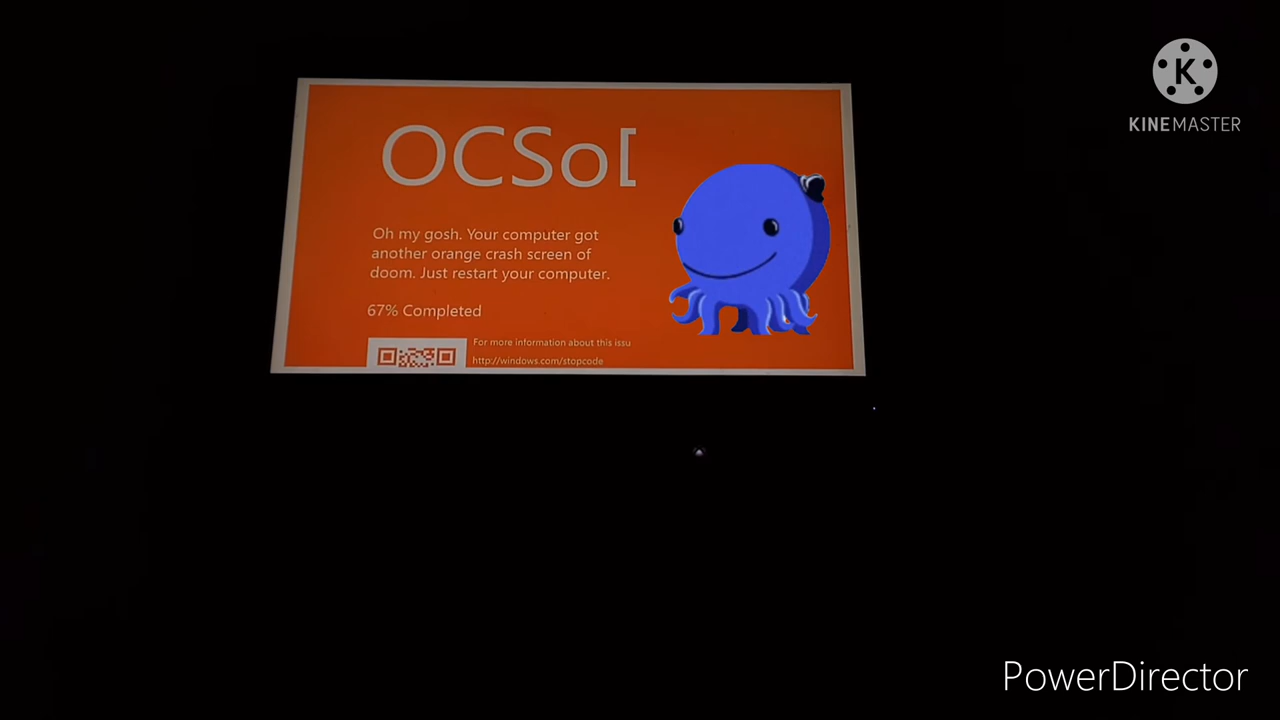 K
KINEMASTER
OCSo
Oh my gosh. Your computer got
another orange crash screen of
doom. Just restart your computer.
67% Completed
For more information about this issu
http://windows.com/stopcode
PowerDirector